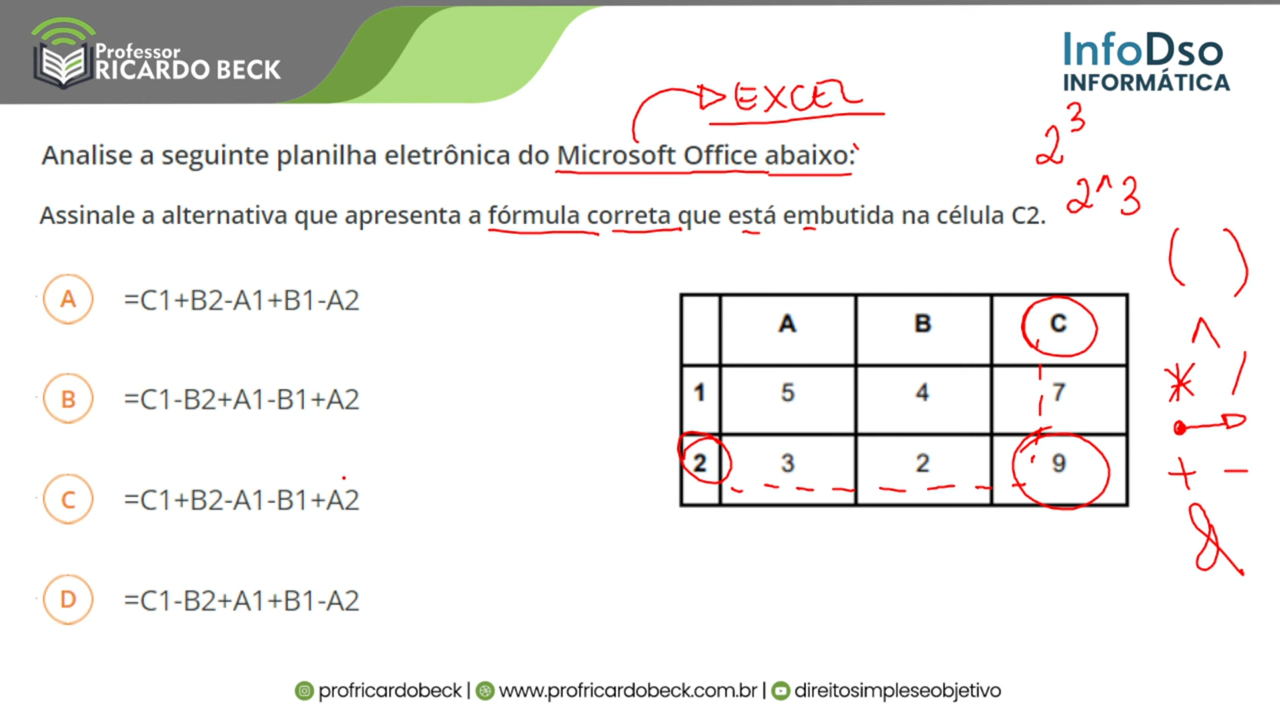 Professor
RICARDO BECK
InfoDso
INFORMÁTICA
EXCEL
Analise a seguinte planilha eletrônica do Microsoft Office abaixo:
2^3
Assinale a alternativa que apresenta a fórmula correta que está embutida na célula C2.
2^3
( )
A =C1+B2-A1+B1-A2
B =C1-B2+A1-B1+A2
C =C1+B2-A1-B1+A2
D =C1-B2+A1+B1-A2
A B C
1 5 4 7
2 3 2 9
^
* /
+ -
&
profricardobeck | www.profricardobeck.com.br | direitosimpleseobjetivo